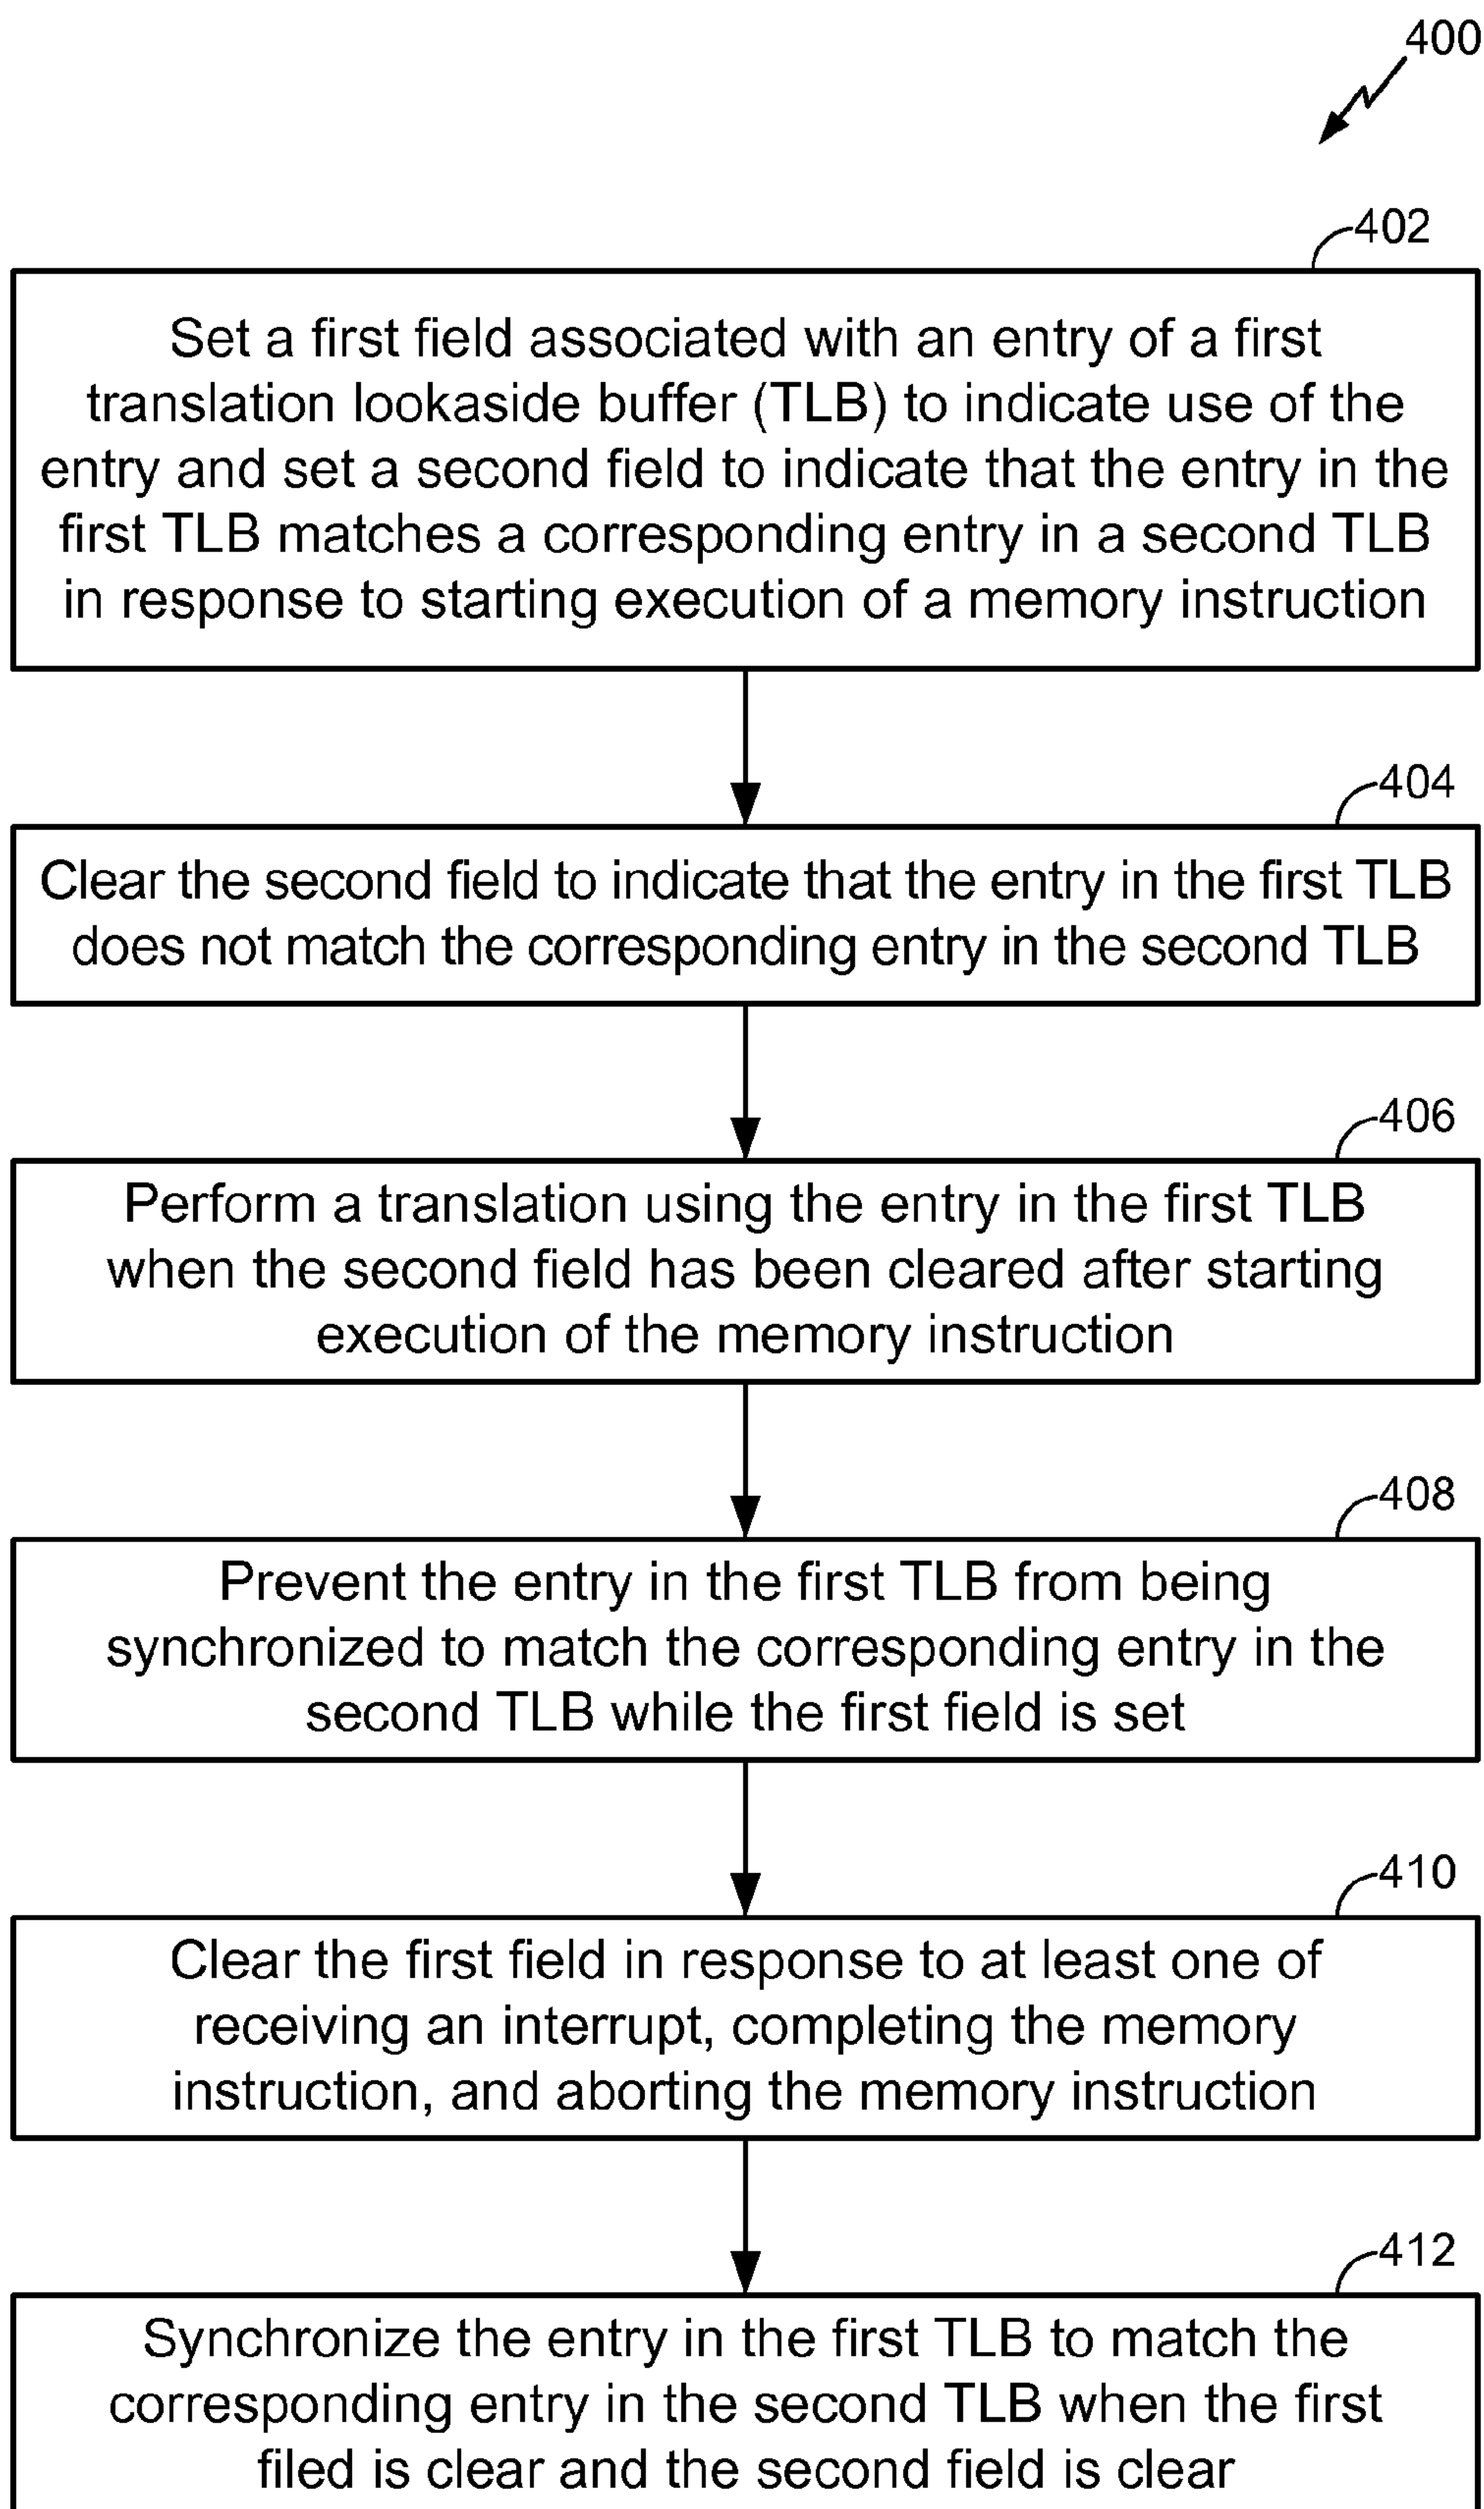 400
402
Set a first field associated with an entry of a first
translation lookaside buffer (TLB) to indicate use of the
entry and set a second field to indicate that the entry in the
first TLB matches a corresponding entry in a second TLB
in response to starting execution of a memory instruction
404
Clear the second field to indicate that the entry in the first TLB
does not match the corresponding entry in the second TLB
406
Perform a translation using the entry in the first TLB
when the second field has been cleared after starting
execution of the memory instruction
408
Prevent the entry in the first TLB from being
synchronized to match the corresponding entry in the
second TLB while the first field is set
410
Clear the first field in response to at least one of
receiving an interrupt, completing the memory
instruction, and aborting the memory instruction
412
Synchronize the entry in the first TLB to match the
corresponding entry in the second TLB when the first
filed is clear and the second field is clear